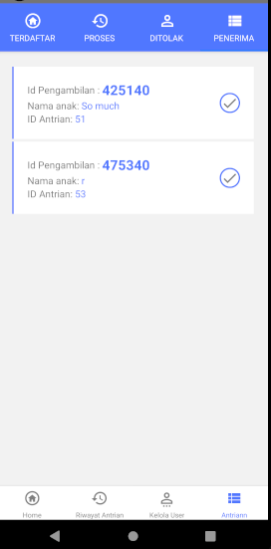 TERDAFTAR PROSES DITOLAK PENERIMA
Id Pengambilan : 425140
Nama anak: So much
ID Antrian: 51
Id Pengambilan : 475340
Nama anak: r
ID Antrian: 53
Home Riwayat Antrian Kelola User Antriann